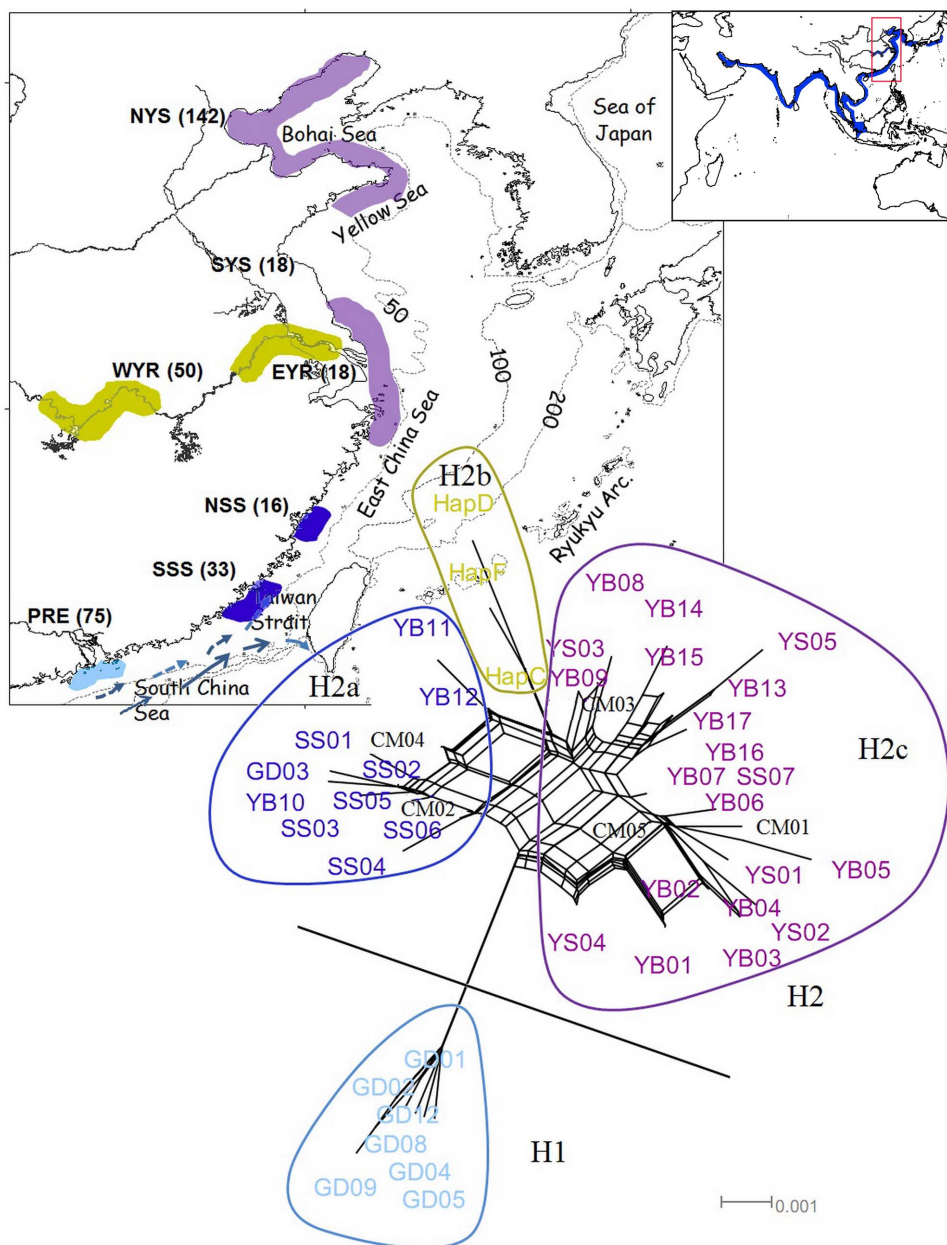 NYS (142)
Bohai Sea
Sea of
Japan
Yellow Sea
SYS (18)
50
WYR (50)
EYR (18)
100
200
East China Sea
H2b
NSS (16)
HapD
Ryukyu Arc.
SSS (33)
HapF
Taiwan
Strait
YB08
YB14
PRE (75)
YB11
YS03
YS05
South China
Sea
H2a
HapC
YB09
YB15
YB12
CM03
YB13
YB17
SS01
CM04
YB16
H2c
GD03
SS02
YB07
SS07
YB10
SS05
CM02
YB06
SS03
SS06
CM05
CM01
SS04
YS01
YB05
YB02
YB04
YS02
YS04
YB01
YB03
H2
GD01
GD02
GD12
GD08
H1
GD04
GD09
GD05
0.001